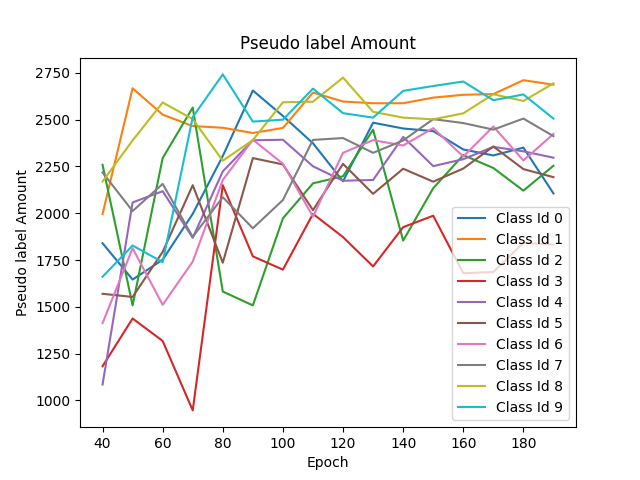 Pseudo label Amount
Pseudo label Amount
2750
2500
2250
2000
1750
1500
1250
1000
40
60
80
100
120
140
160
180
Epoch
Class Id 0
Class Id 1
Class Id 2
Class Id 3
Class Id 4
Class Id 5
Class Id 6
Class Id 7
Class Id 8
Class Id 9